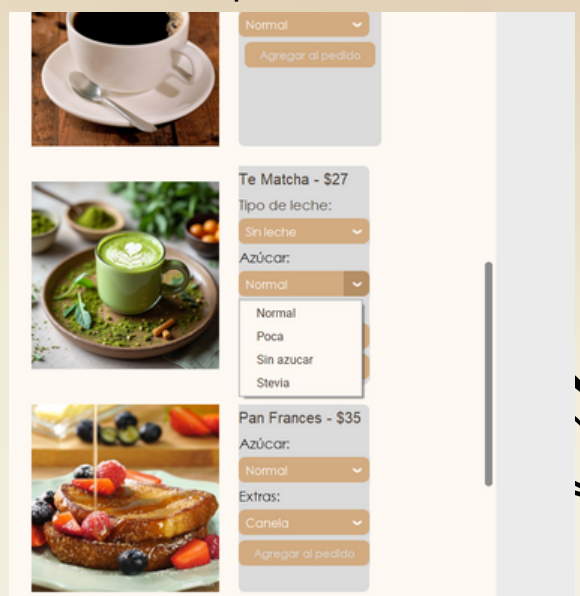 Normal
Agregar al pedido
Te Matcha - $27
Tipo de leche:
Sin leche
Azúcar:
Normal
Normal
Poca
Sin azucar
Stevia
Pan Frances - $35
Azúcar:
Normal
Extras:
Canela
Agregar al pedido